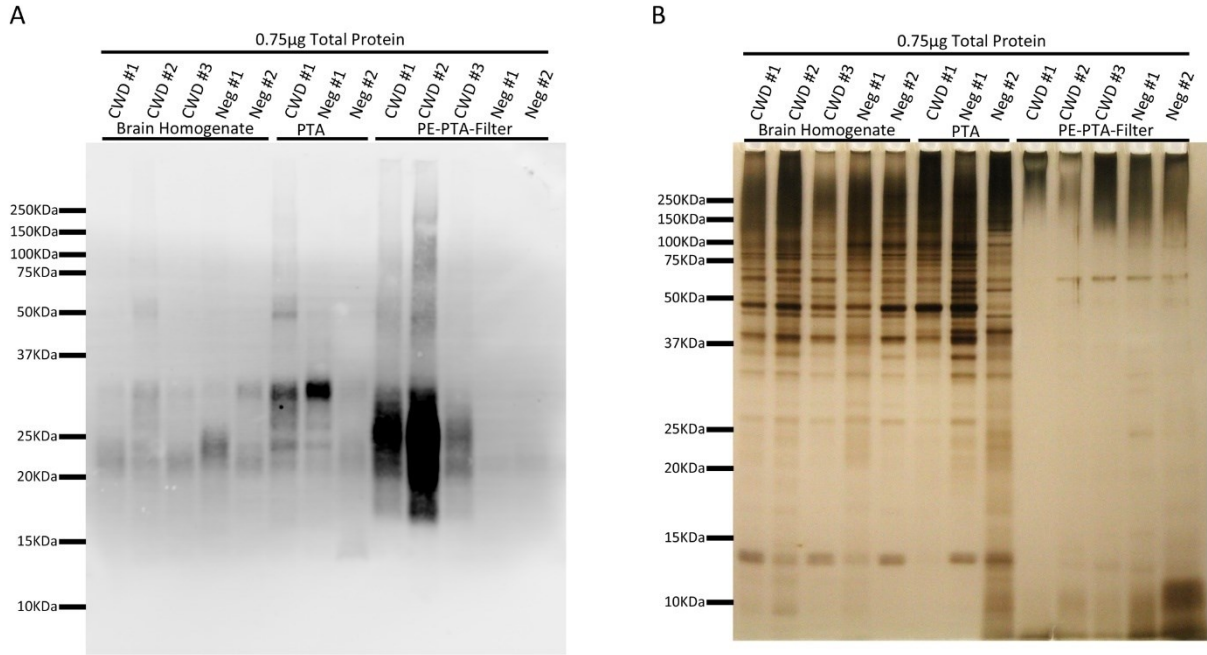 A
0.75µg Total Protein
CWD #1 CWD #2 CWD #3 Neg #1 Neg #2 CWD #1 Neg #1 Neg #2 CWD #1 CWD #2 CWD #3 Neg #1 Neg #2
Brain Homogenate PTA PE-PTA-Filter
250KDa
150KDa
100KDa
75KDa
50KDa
37KDa
25KDa
20KDa
15KDa
10KDa
B
0.75µg Total Protein
CWD #1 CWD #2 CWD #3 Neg #1 Neg #2 CWD #1 Neg #1 Neg #2 CWD #1 CWD #2 CWD #3 Neg #1 Neg #2
Brain Homogenate PTA PE-PTA-Filter
250KDa
150KDa
100KDa
75KDa
50KDa
37KDa
25KDa
20KDa
15KDa
10KDa